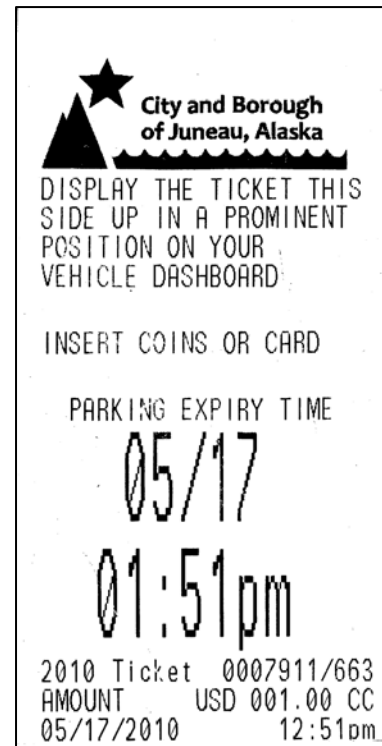 City and Borough
of Juneau, Alaska
DISPLAY THE TICKET THIS
SIDE UP IN A PROMINENT
POSITION ON YOUR
VEHICLE DASHBOARD
INSERT COINS OR CARD
PARKING EXPIRY TIME
05/17
01:51pm
2010 Ticket 0007911/663
AMOUNT USD 001.00 CC
05/17/2010 12:51pm